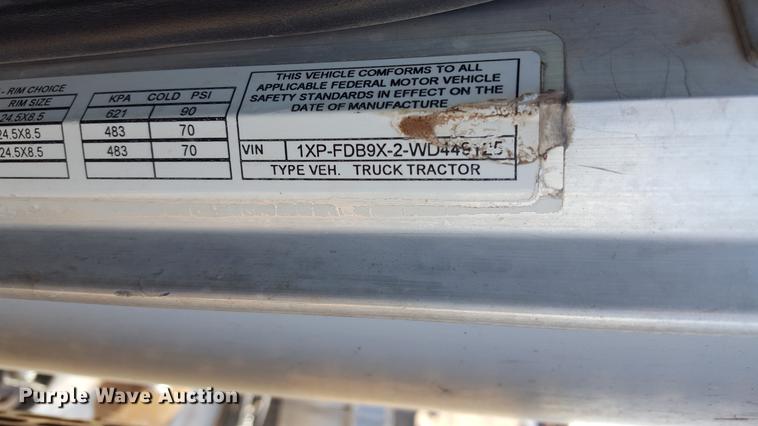 - RIM CHOICE
RIM SIZE
24.5X8.5
24.5X8.5
24.5X8.5
KPA COLD PSI
621 90
483 70
483 70
THIS VEHICLE COMFORMS TO ALL
APPLICABLE FEDERAL MOTOR VEHICLE
SAFETY STANDARDS IN EFFECT ON THE
DATE OF MANUFACTURE
VIN
TYPE VEH. TRUCK TRACTOR
Purple Wave Auction